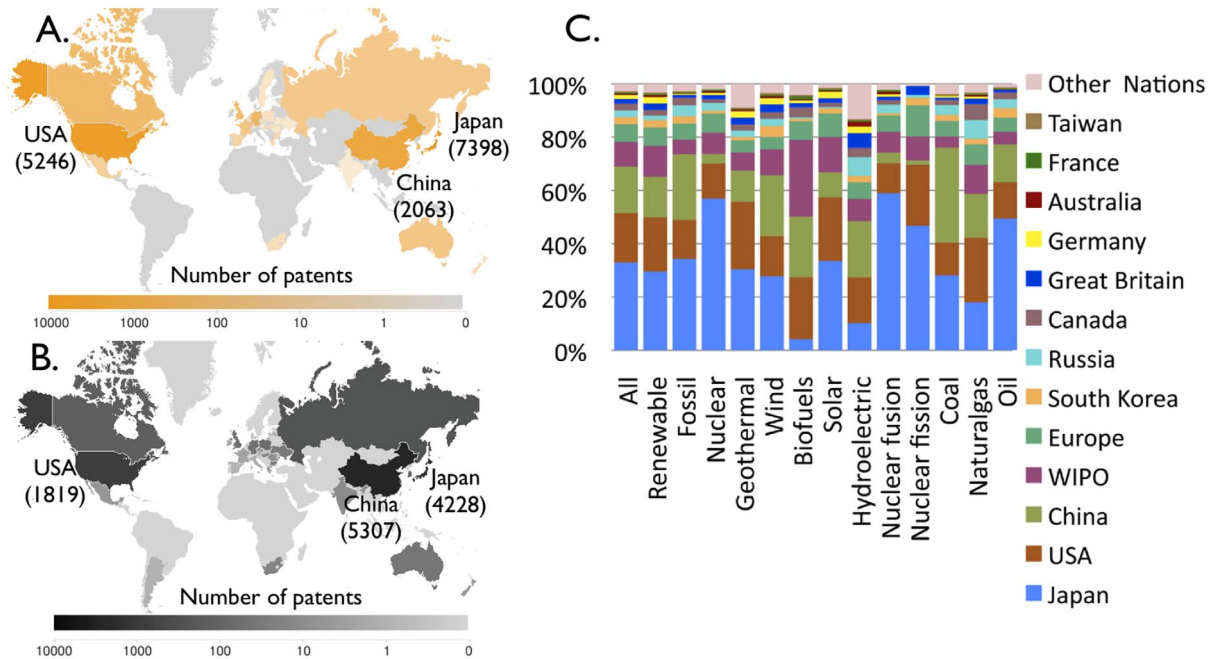 A.
USA
(5246)
Japan
(7398)
China
(2063)
Number of patents
10000 1000 100 10 1 0
B.
USA
(1819)
Japan
(4228)
China
(5307)
Number of patents
10000 1000 100 10 1 0
C.
100%
80%
60%
40%
20%
0%
All
Renewable
Fossil
Nuclear
Geothermal
Wind
Biofuels
Solar
Hydroelectric
Nuclear fusion
Nuclear fission
Coal
Naturalgas
Oil
Other Nations
Taiwan
France
Australia
Germany
Great Britain
Canada
Russia
South Korea
Europe
WIPO
China
USA
Japan